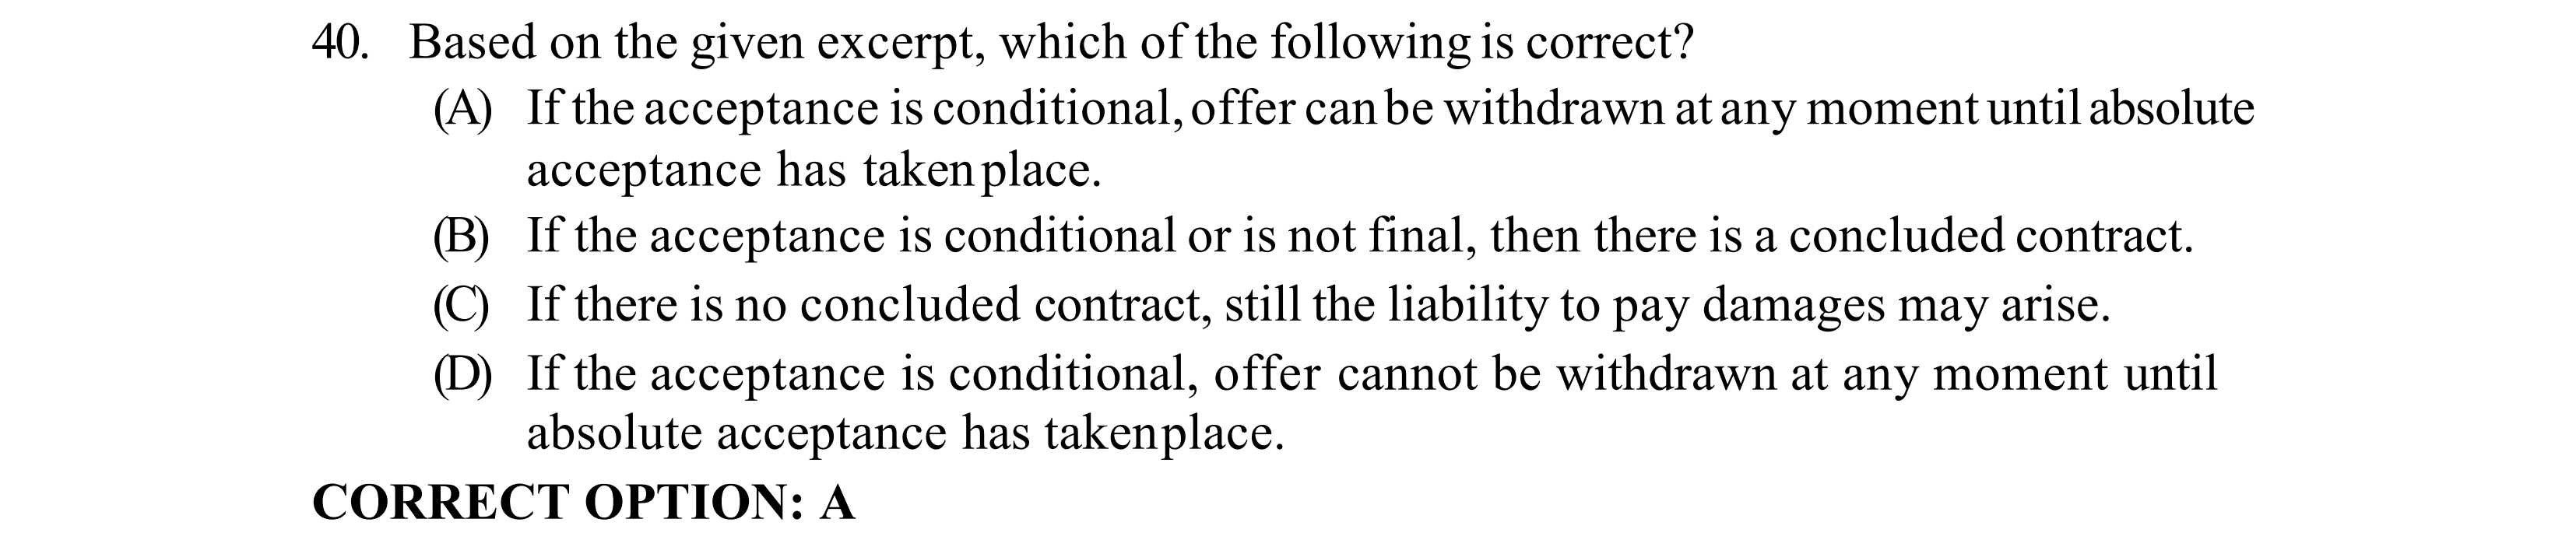 40. Based on the given excerpt, which of the following is correct?
(A) If the acceptance is conditional, offer can be withdrawn at any moment until absolute
acceptance has taken place.
(B) If the acceptance is conditional or is not final, then there is a concluded contract.
(C) If there is no concluded contract, still the liability to pay damages may arise.
(D) If the acceptance is conditional, offer cannot be withdrawn at any moment until
absolute acceptance has takenplace.
CORRECT OPTION: A